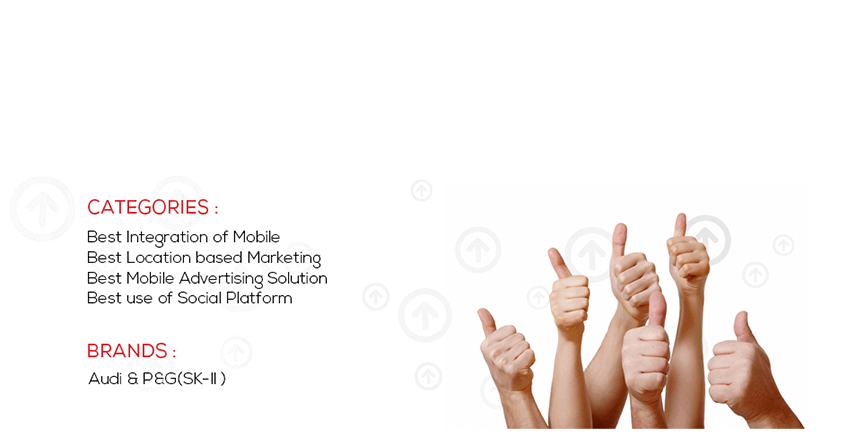 CATEGORIES :
Best Integration of Mobile
Best Location based Marketing
Best Mobile Advertising Solution
Best use of Social Platform
BRANDS :
Audi & P&G(SK-II )